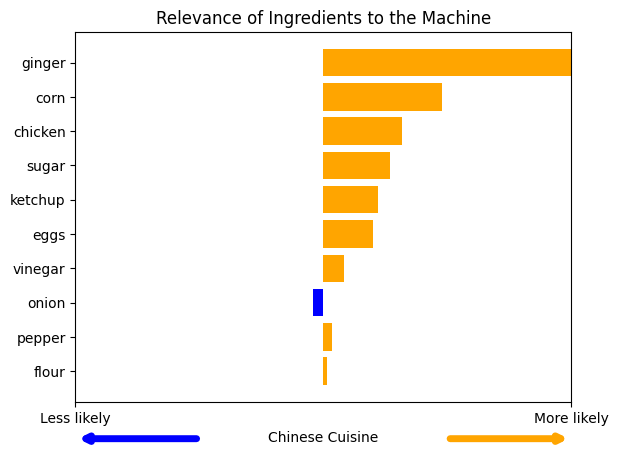 Relevance of Ingredients to the Machine
ginger
corn
chicken
sugar
ketchup
eggs
vinegar
onion
pepper
flour
Less likely
More likely
Chinese Cuisine